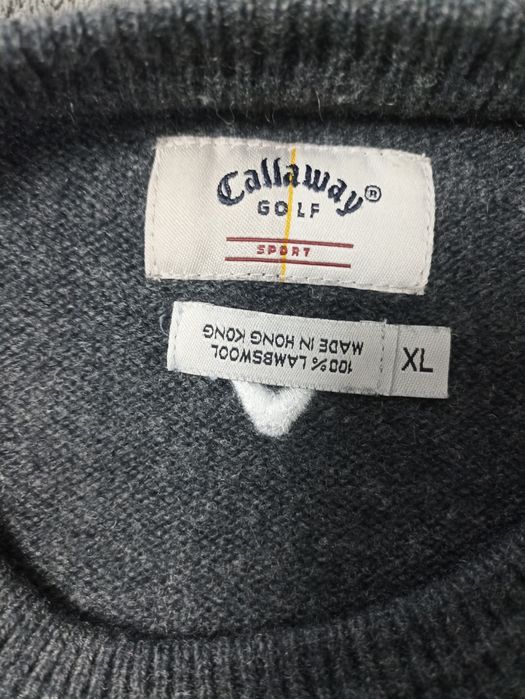 Callaway®
GOLF
SPORT
100% LAMBSWOOL
MADE IN HONG KONG
XL